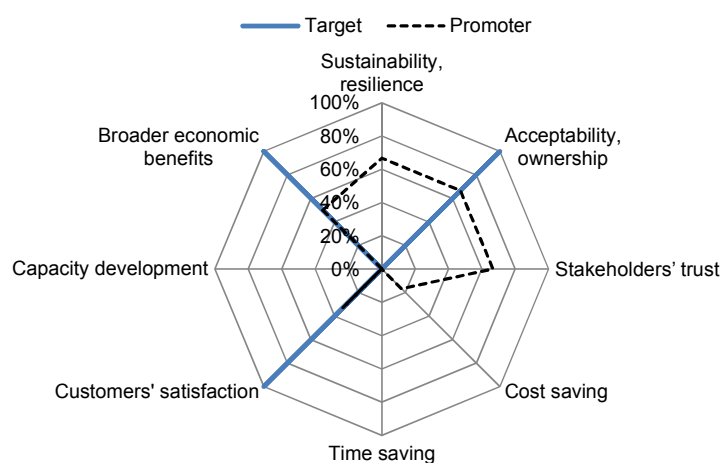 Target
Promoter
Sustainability,
resilience
100%
80%
60%
40%
20%
0%
Acceptability,
ownership
Stakeholders’ trust
Cost saving
Time saving
Customers' satisfaction
Capacity development
Broader economic
benefits